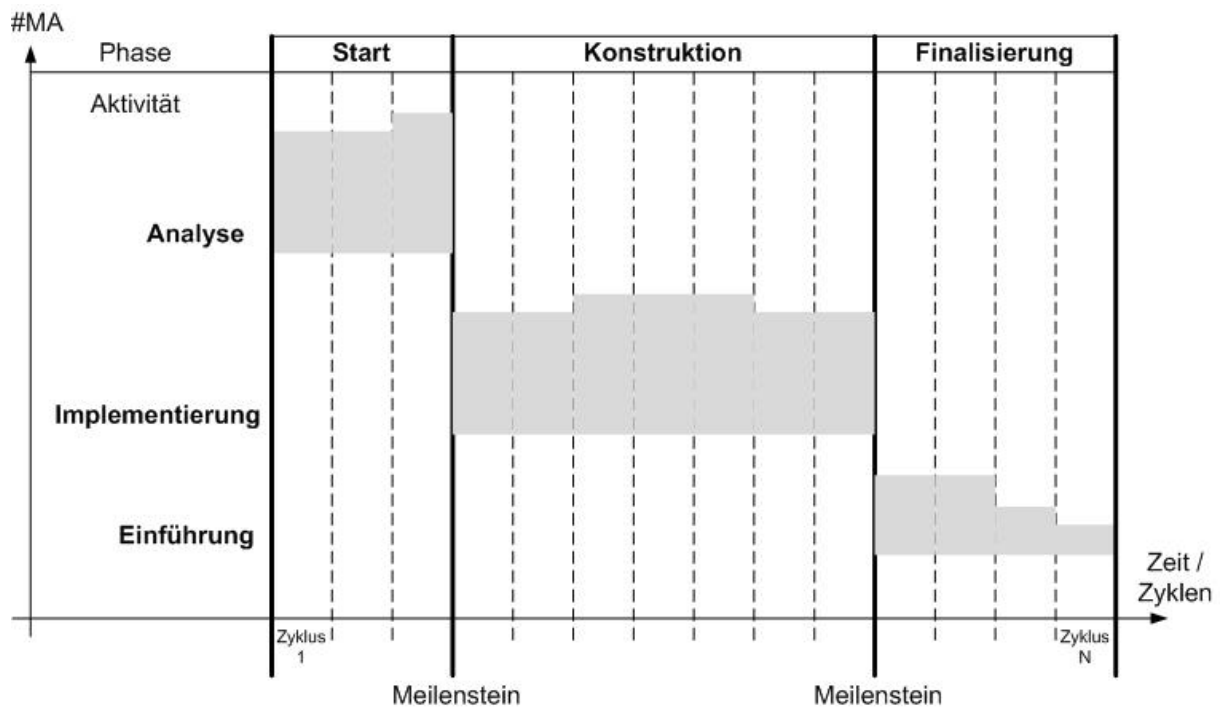 #MA
Phase
Start
Konstruktion
Finalisierung
Aktivität
Analyse
Implementierung
Einführung
Zeit /
Zyklen
Zyklus
1
Zyklus
N
Meilenstein
Meilenstein